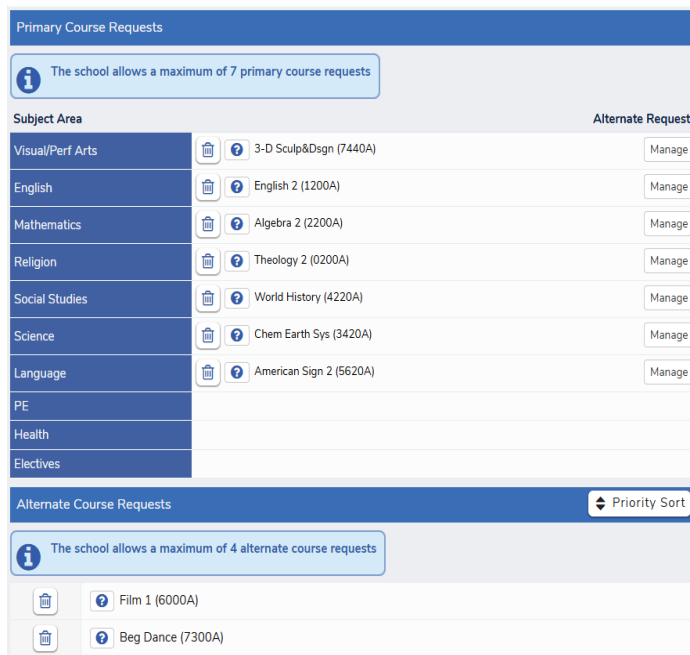 Primary Course Requests
The school allows a maximum of 7 primary course requests
Subject Area Alternate Request
Visual/Perf Arts 3-D Sculp&Dsgn (7440A) Manage
English English 2 (1200A) Manage
Mathematics Algebra 2 (2200A) Manage
Religion Theology 2 (0200A) Manage
Social Studies World History (4220A) Manage
Science Chem Earth Sys (3420A) Manage
Language American Sign 2 (5620A) Manage
PE
Health
Electives
Alternate Course Requests Priority Sort
The school allows a maximum of 4 alternate course requests
Film 1 (6000A)
Beg Dance (7300A)